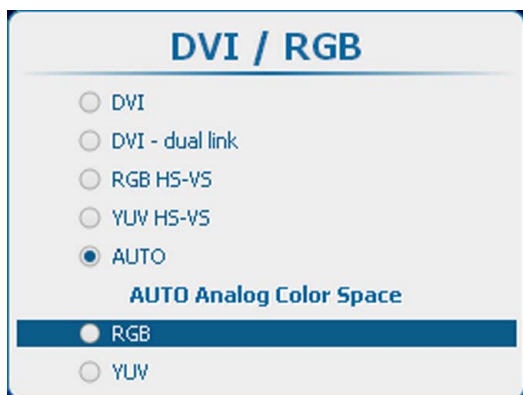 DVI / RGB
DVI
DVI - dual link
RGB HS-VS
YUV HS-VS
AUTO
AUTO Analog Color Space
RGB
YUV